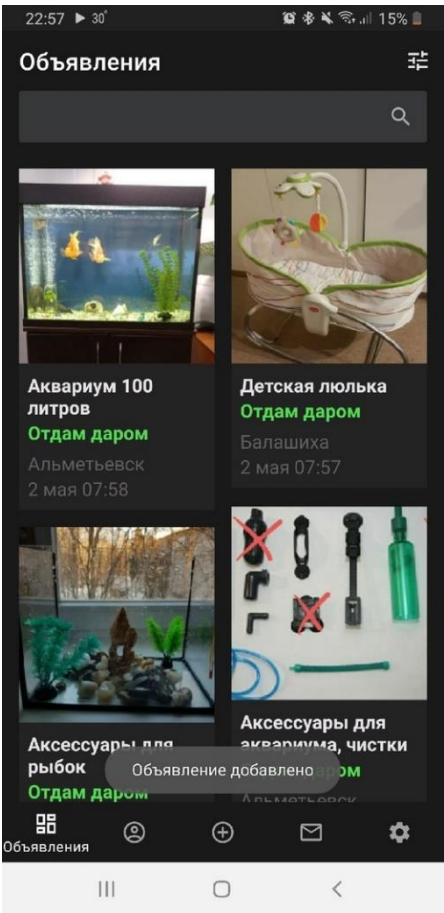 22:57 30° 15%
Объявления
Аквариум 100
литров
Отдам даром
Альметьевск
2 мая 07:58
Детская люлька
Отдам даром
Балашиха
2 мая 07:57
Аксессуары для
рыбок
Отдам даром
Аксессуары для
аквариума, чистки
Альметьевск
Объявление добавлено
Объявления